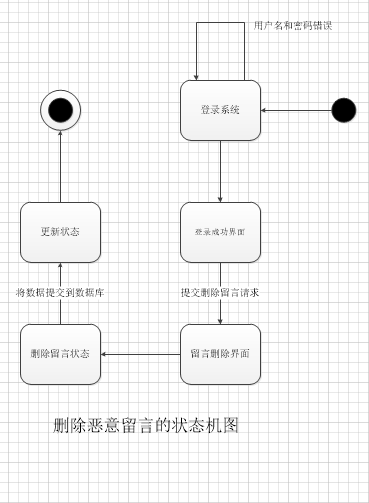 用户名和密码错误
登录系统
更新状态
登录成功界面
将数据提交到数据库
提交删除留言请求
删除留言状态
留言删除界面
删除恶意留言的状态机图